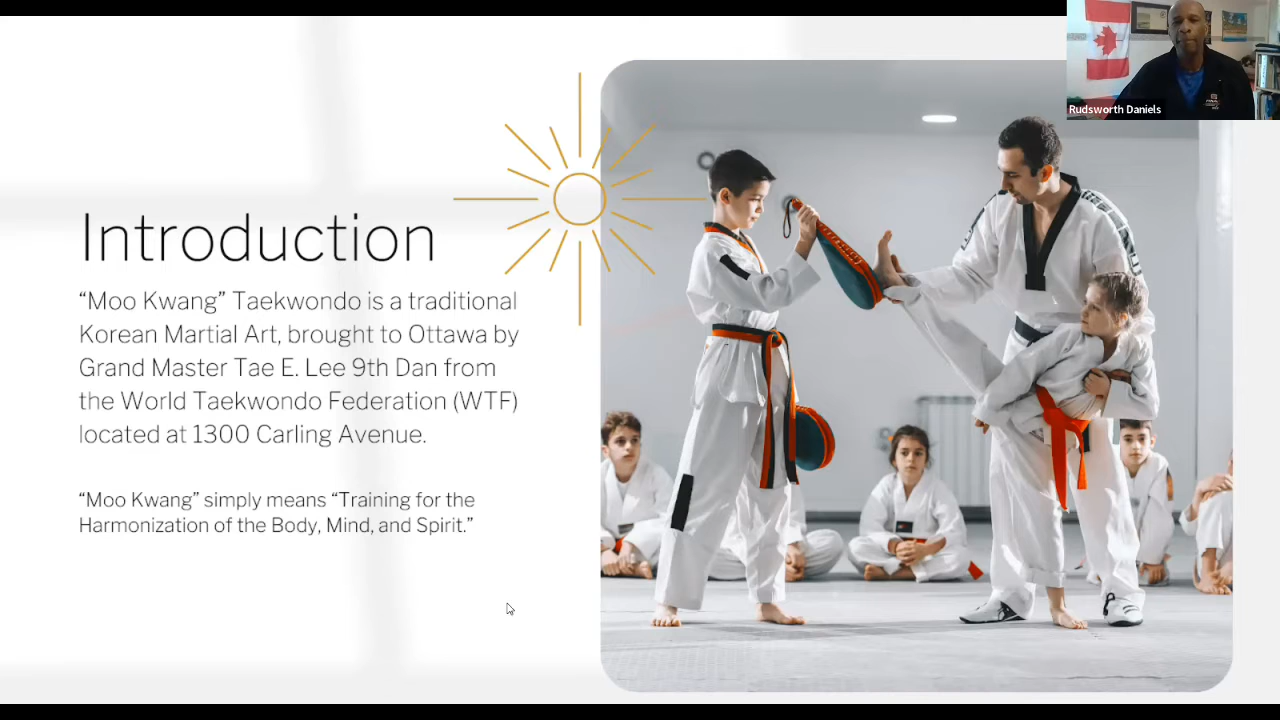 Rudsworth Daniels
Introduction
“Moo Kwang” Taekwondo is a traditional
Korean Martial Art, brought to Ottawa by
Grand Master Tae E. Lee 9th Dan from
the World Taekwondo Federation (WTF)
located at 1300 Carling Avenue.
“Moo Kwang” simply means “Training for the
Harmonization of the Body, Mind, and Spirit.”